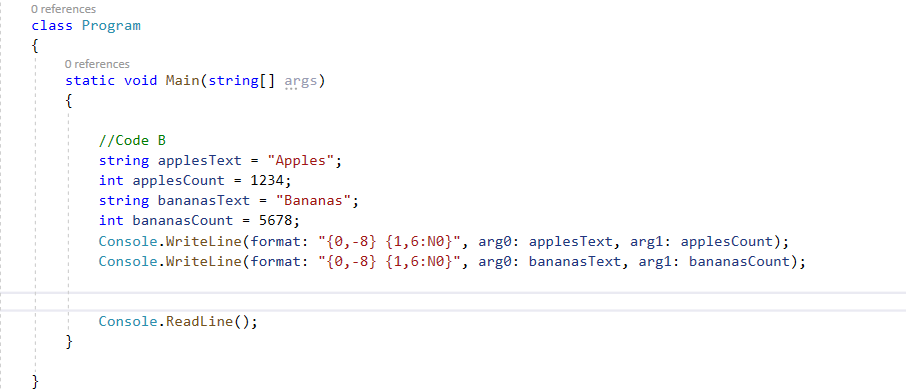 0 references
class Program
{
0 references
static void Main(string[] args)
{
//Code B
string applesText = "Apples";
int applesCount = 1234;
string bananasText = "Bananas";
int bananasCount = 5678;
Console.WriteLine(format: "{0,-8} {1,6:N0}", arg0: applesText, arg1: applesCount);
Console.WriteLine(format: "{0,-8} {1,6:N0}", arg0: bananasText, arg1: bananasCount);
Console.ReadLine();
}
}